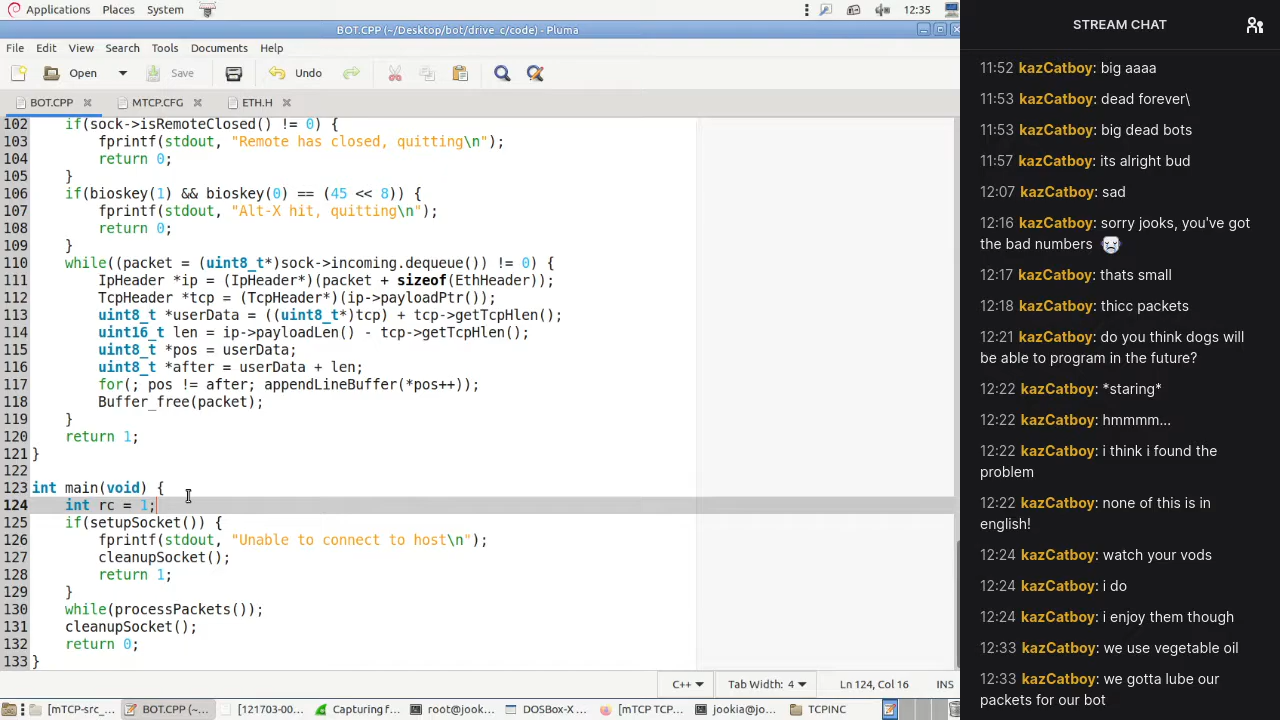 Applications Places System 12:35
BOT.CPP (~/Desktop/bot/drive_c/code) - Pluma
File Edit View Search Tools Documents Help
Open Save Undo
BOT.CPP MTCP.CFG ETH.H
102 if(sock->isRemoteClosed() != 0) {
103 fprintf(stdout, "Remote has closed, quitting\n");
104 return 0;
105 }
106 if(bioskey(1) && bioskey(0) == (45 << 8)) {
107 fprintf(stdout, "Alt-X hit, quitting\n");
108 return 0;
109 }
110 while((packet = (uint8_t*)sock->incoming.dequeue()) != 0) {
111 IpHeader *ip = (IpHeader*)(packet + sizeof(EthHeader));
112 TcpHeader *tcp = (TcpHeader*)(ip->payloadPtr());
113 uint8_t *userData = ((uint8_t*)tcp) + tcp->getTcpHlen();
114 uint16_t len = ip->payloadLen() - tcp->getTcpHlen();
115 uint8_t *pos = userData;
116 uint8_t *after = userData + len;
117 for(; pos != after; appendLineBuffer(*pos++));
118 Buffer_free(packet);
119 }
120 return 1;
121 }
122
123 int main(void) {
124 int rc = 1;
125 if(setupSocket()) {
126 fprintf(stdout, "Unable to connect to host\n");
127 cleanupSocket();
128 return 1;
129 }
130 while(processPackets());
131 cleanupSocket();
132 return 0;
133 }
C++ Tab Width: 4 Ln 124, Col 16 INS
[mTCP-src_... BOT.CPP (~... [123-703-00... Capturing f... root@jook... DOSBox-X ... [mTCP TCP... jookia@jo... TCPINC
STREAM CHAT
11:52 kazCatboy: big aaaa
11:53 kazCatboy: dead forever\
11:53 kazCatboy: big dead bots
11:57 kazCatboy: its alright bud
12:07 kazCatboy: sad
12:16 kazCatboy: sorry jooks, you've got
the bad numbers
12:17 kazCatboy: thats small
12:18 kazCatboy: thicc packets
12:21 kazCatboy: do you think dogs will
be able to program in the future?
12:22 kazCatboy: *staring*
12:22 kazCatboy: hmmmm...
12:22 kazCatboy: i think i found the
problem
12:22 kazCatboy: none of this is in
english!
12:24 kazCatboy: watch your vods
12:24 kazCatboy: i do
12:24 kazCatboy: i enjoy them though
12:33 kazCatboy: we use vegetable oil
12:33 kazCatboy: we gotta lube our
packets for our bot